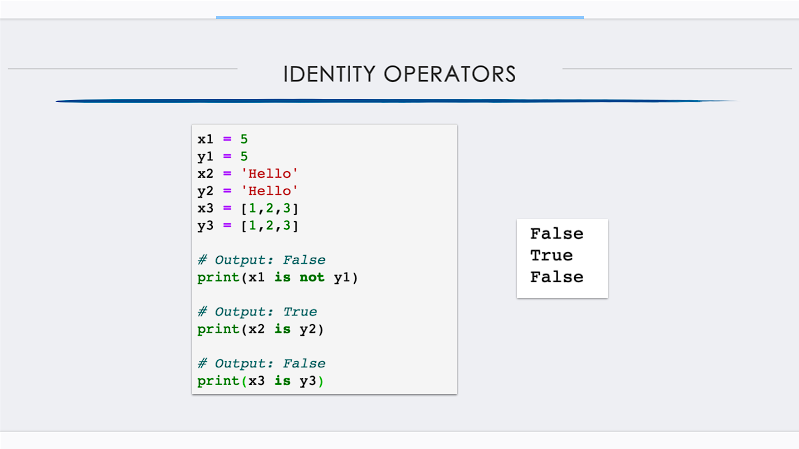 IDENTITY OPERATORS
x1 = 5
y1 = 5
x2 = 'Hello'
y2 = 'Hello'
x3 = [1,2,3]
y3 = [1,2,3]
# Output: False
print(x1 is not y1)
# Output: True
print(x2 is y2)
# Output: False
print(x3 is y3)
False
True
False